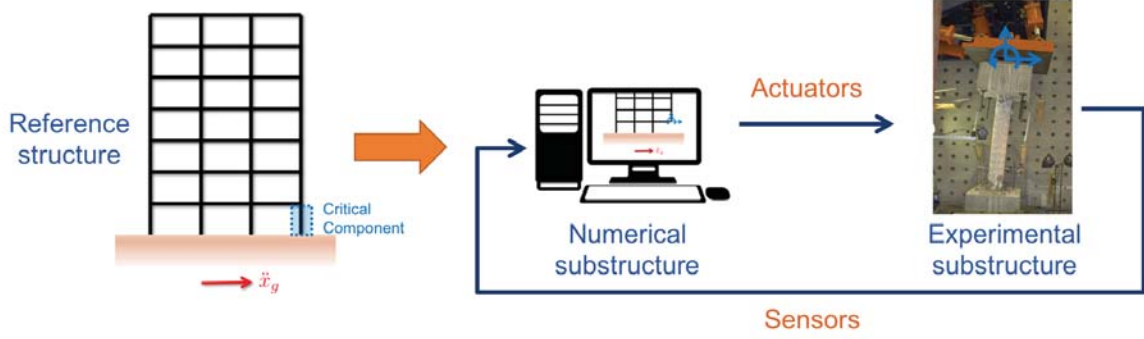 Reference
structure
Critical
Component
ẍg
Numerical
substructure
Actuators
Experimental
substructure
Sensors